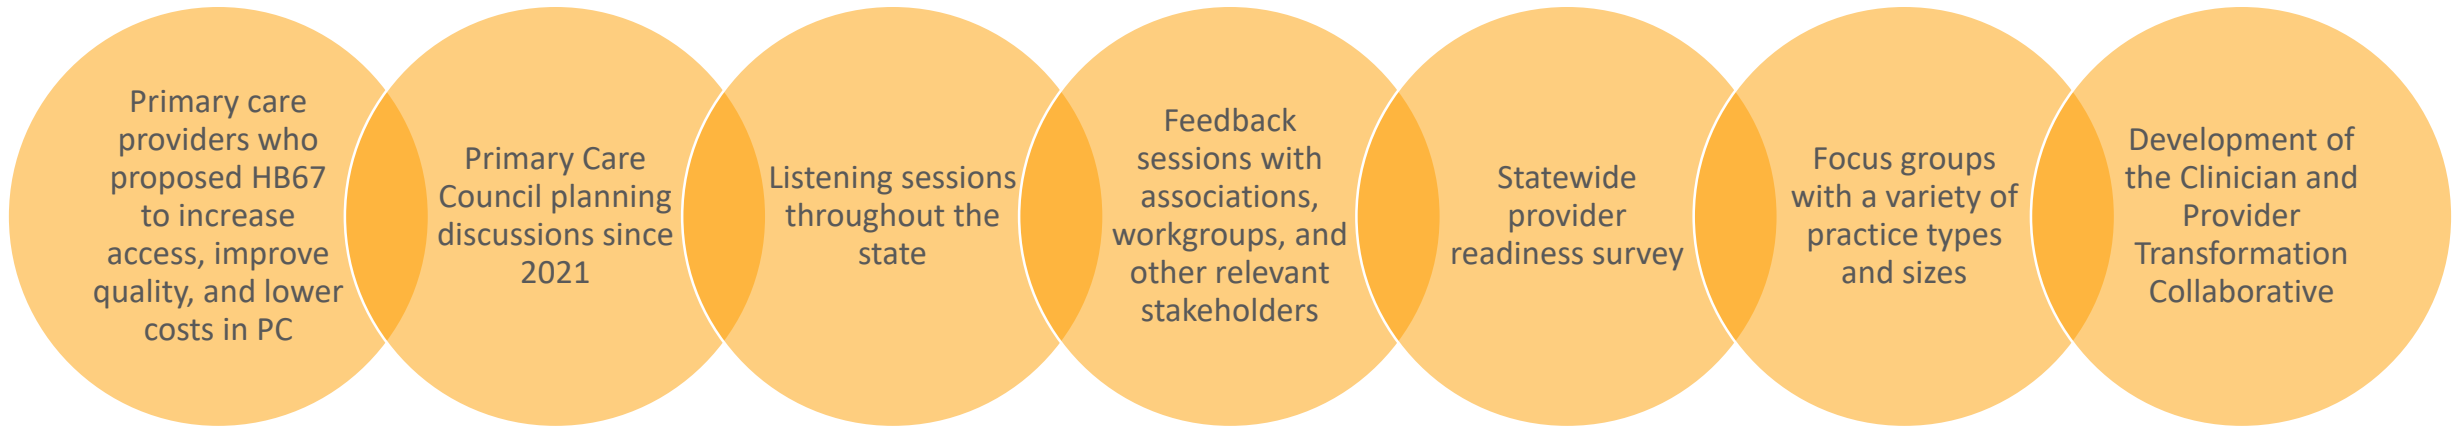 Primary care
providers who
proposed HB67
to increase
access, improve
quality, and lower
costs in PC
Primary Care
Council planning
discussions since
2021
Listening sessions
throughout the
state
Feedback
sessions with
associations,
workgroups, and
other relevant
stakeholders
Statewide
provider
readiness survey
Focus groups
with a variety of
practice types
and sizes
Development of
the Clinician and
Provider
Transformation
Collaborative